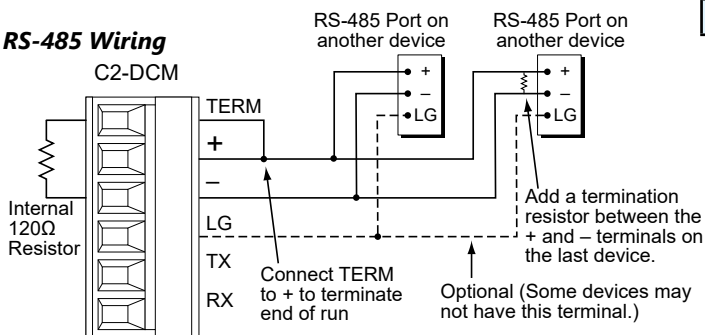 RS-485 Wiring
C2-DCM
RS-485 Port on
another device
RS-485 Port on
another device
+
–
LG
+
–
LG
TERM
+
–
LG
TX
RX
Internal
120Ω
Resistor
Connect TERM
to + to terminate
end of run
Add a termination
resistor between the
+ and – terminals on
the last device.
Optional (Some devices may
not have this terminal.)